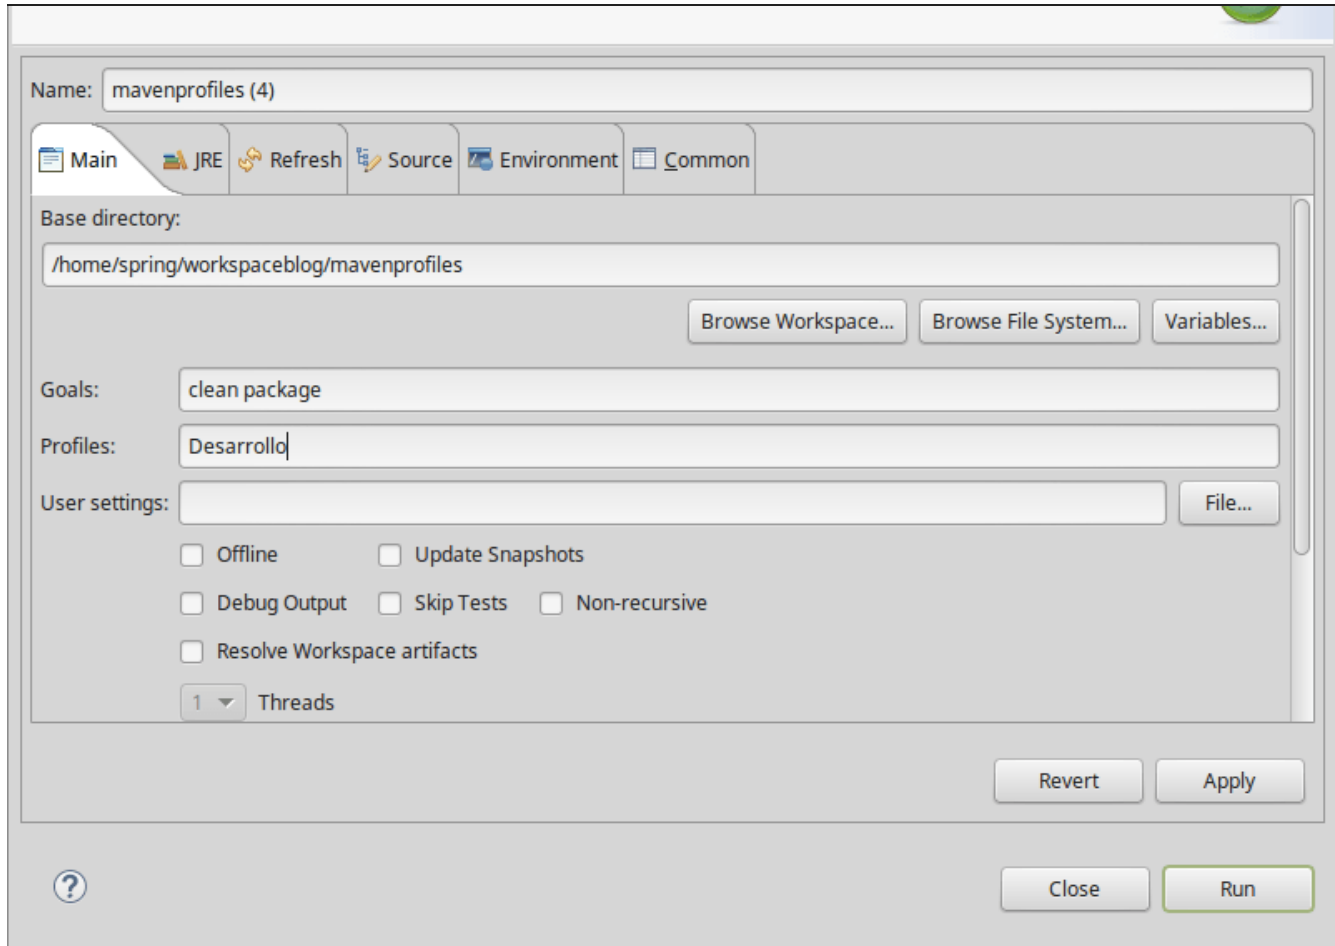 Name: mavenprofiles (4)
Main JRE Refresh Source Environment Common
Base directory:
/home/spring/workspaceblog/mavenprofiles
Browse Workspace... Browse File System... Variables...
Goals: clean package
Profiles: Desarrollo
User settings: File...
Offline Update Snapshots
Debug Output Skip Tests Non-recursive
Resolve Workspace artifacts
1 Threads
Revert Apply
? Close Run